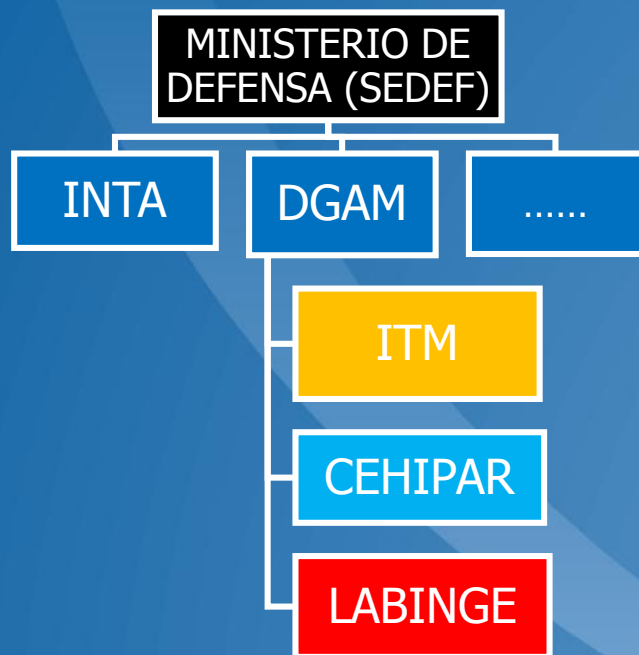 MINISTERIO DE
DEFENSA (SEDEF)
INTA
DGAM
......
ITM
CEHIPAR
LABINGE